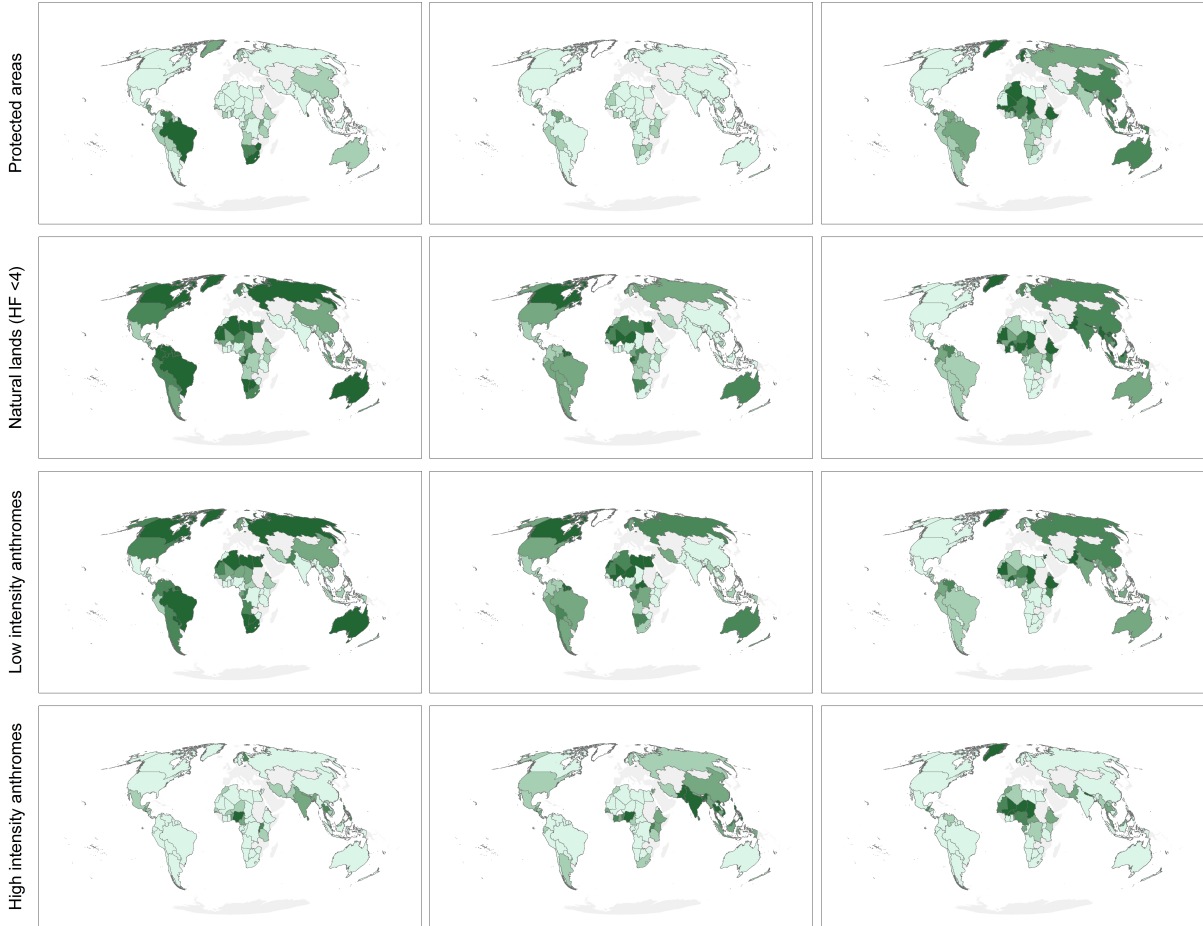 Protected areas
Natural lands (HF <4)
Low intensity anthromes
High intensity anthromes